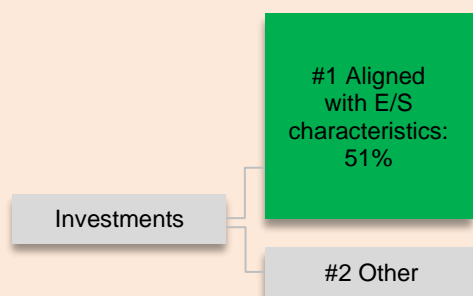 #1 Aligned
with E/S
characteristics:
51%
Investments
#2 Other